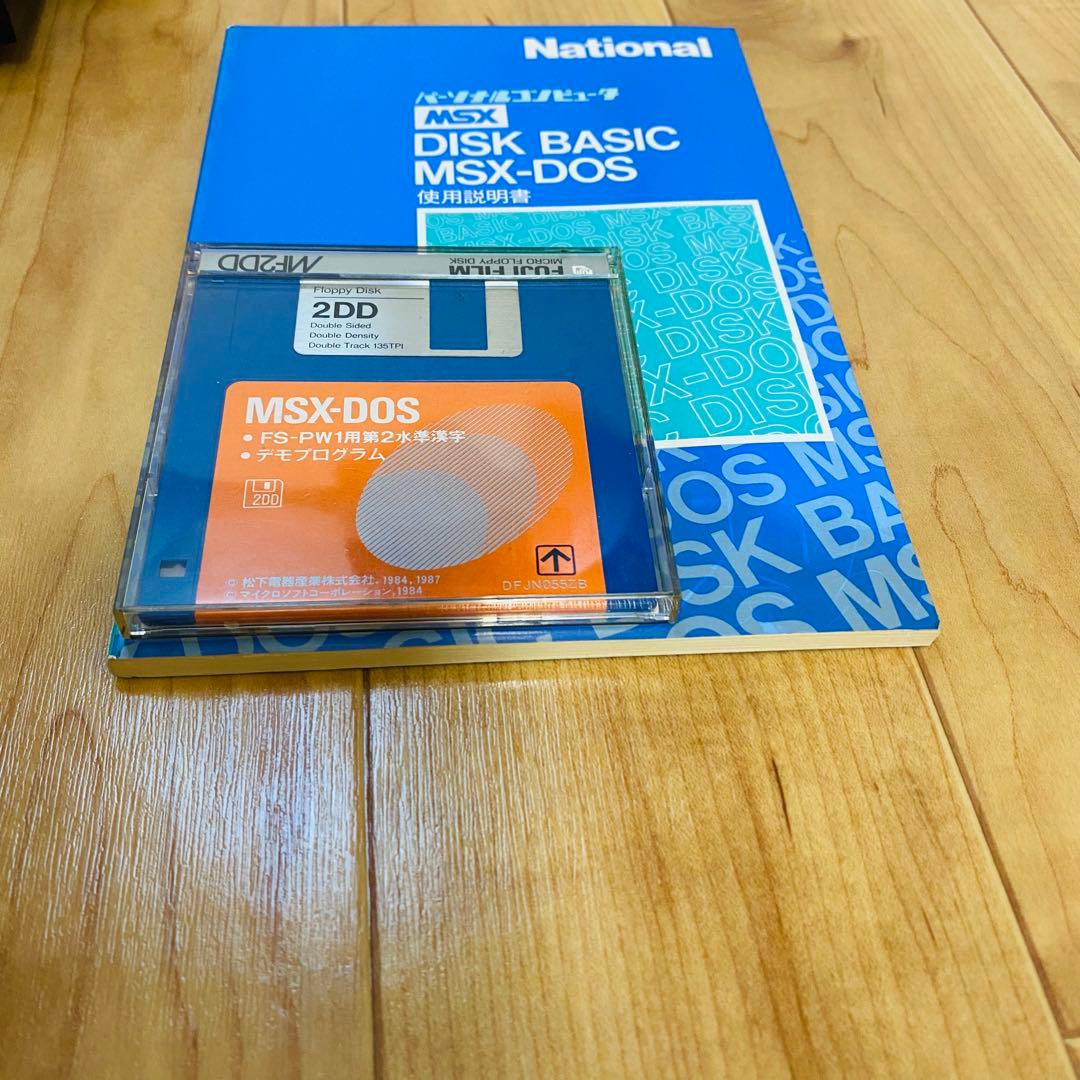 National
パーソナルコンピュータ
MSX
DISK BASIC
MSX-DOS
使用説明書
MF2DD
FUJI FILM
MICRO FLOPPY DISK
Floppy Disk
2DD
Double Sided
Double Density
Double Track 135TPI
MSX-DOS
• FS-PW1用第2水準漢字
• デモプログラム
2DD
© 松下電器産業株式会社, 1984, 1987
© マイクロソフトコーポレーション, 1984
DFJN055ZB